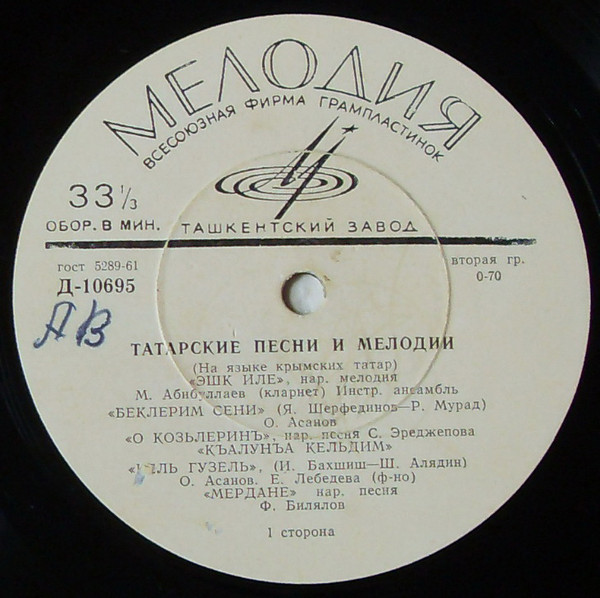 МЕЛОДИЯ
ВСЕСОЮЗНАЯ ФИРМА ГРАМПЛАСТИНОК
33 1/3
ОБОР. В МИН.
ТАШКЕНТСКИЙ ЗАВОД
гост 5289-61
Д-10695
вторая гр.
0-70
АВ
ТАТАРСКИЕ ПЕСНИ И МЕЛОДИИ
(На языке крымских татар)
«ЭШК ИЛЕ», нар. мелодия
М. Абибуллаев (кларнет) Инстр. ансамбль
«БЕКЛЕРИМ СЕНИ» (Я. Шерфединов—Р. Мурад)
О. Асанов
«О КОЗЬЛЕРИНЪ», нар. песня С. Эреджепова
«КЪАЛУНЪА КЕЛЬДИМ»
ГУЗЕЛЬ», (И. Бахшиш—Ш. Алядин)
О. Асанов. Е. Лебедева (ф-но)
«МЕРДАНЕ» нар. песня
Ф. Билялов
1 сторона